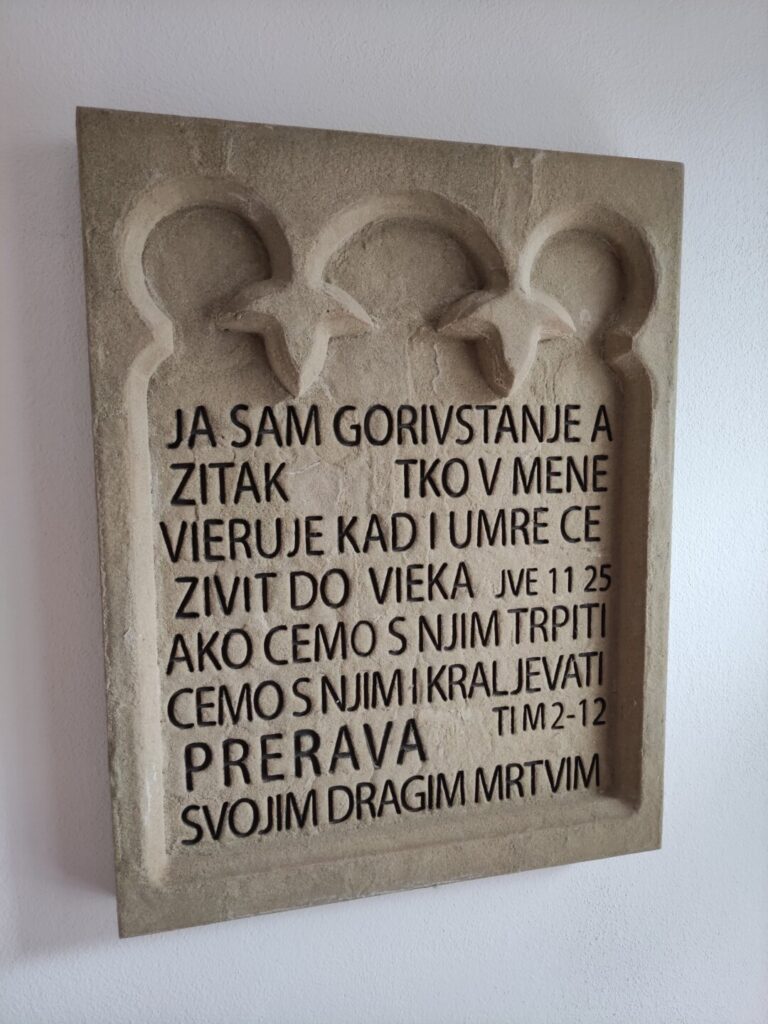 JA SAM GORIVSTANJE A
ZITAK TKO V MENE
VIERUJE KAD I UMRE CE
ZIVIT DO VIEKA JVE 11 25
AKO CEMO S NJIM TRPITI
CEMO S NJIM I KRALJEVATI
TI M 2-12
PRERAVA
SVOJIM DRAGIM MRTVIM